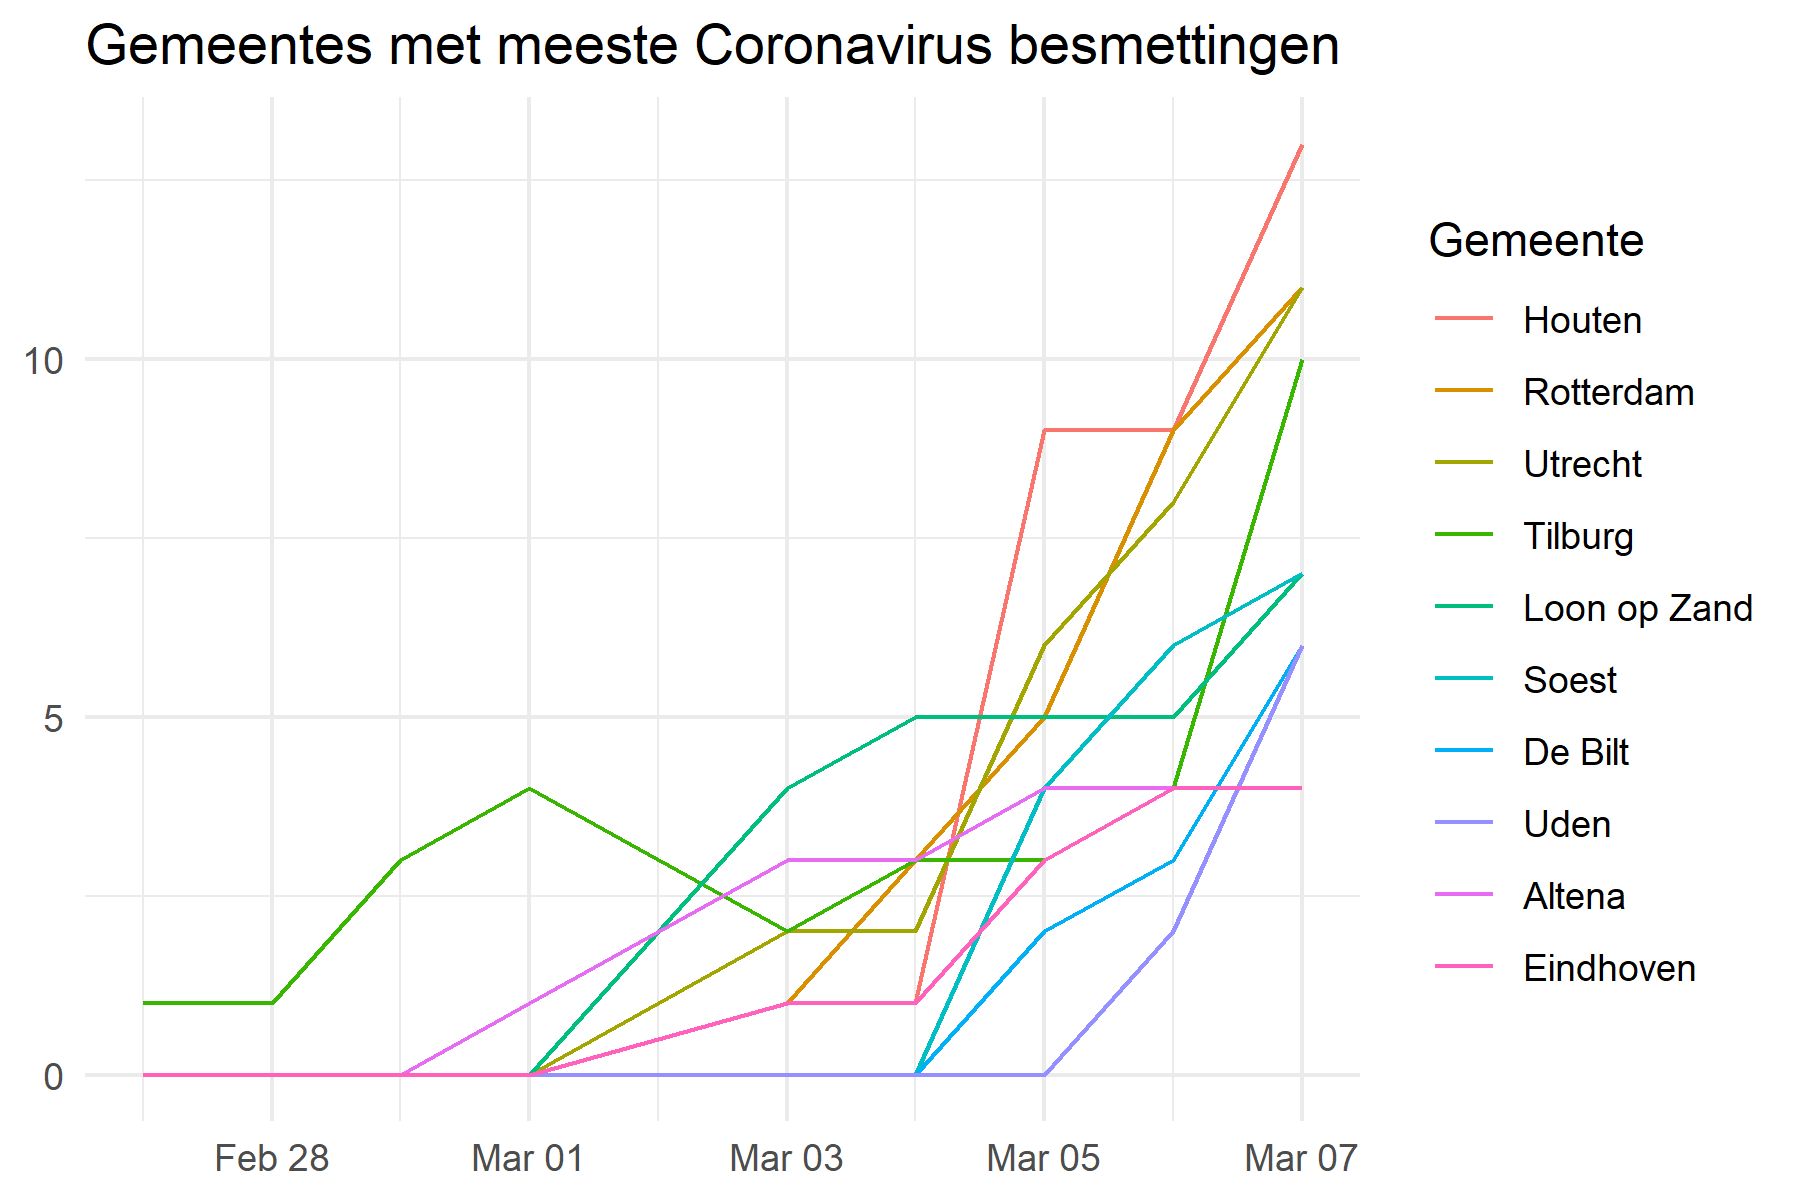 Gemeentes met meeste Coronavirus besmettingen
10
5
0
Feb 28
Mar 01
Mar 03
Mar 05
Mar 07
Gemeente
Houten
Rotterdam
Utrecht
Tilburg
Loon op Zand
Soest
De Bilt
Uden
Altena
Eindhoven